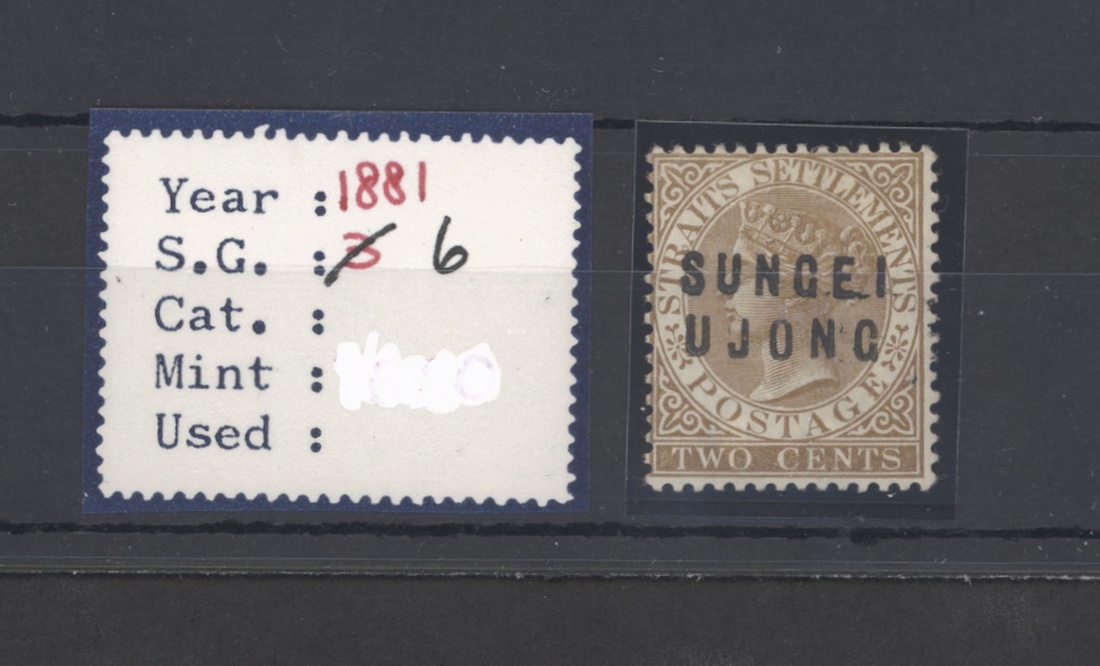 Year : 1881
S.G. : 3 6
Cat. :
Mint :
Used :
STRAITS SETTLEMENTS
SUNGEI
UJONG
POSTAGE
TWO CENTS